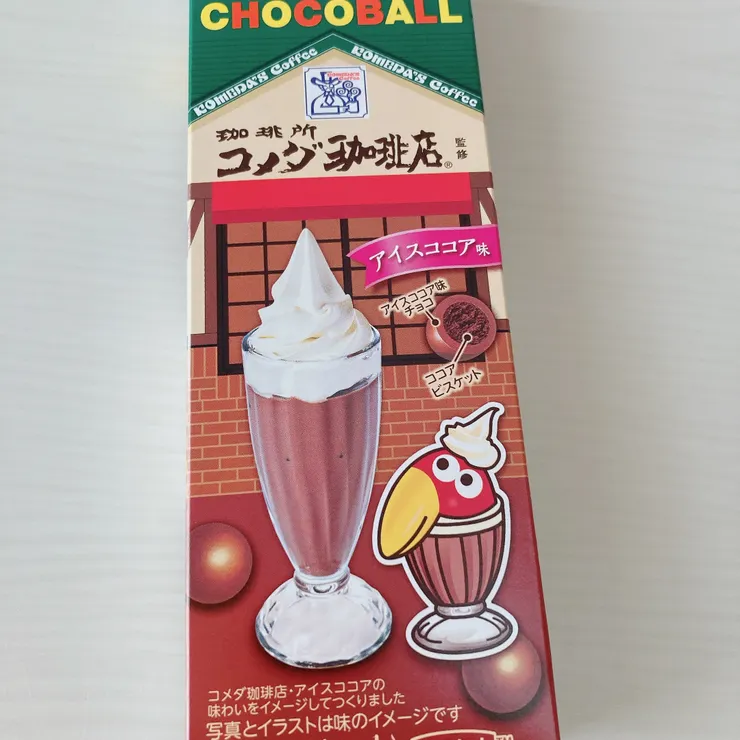 CHOCOBALL
KOMEDA'S Coffee
KOMEDA'S Coffee
KOMEDA'S
Coffee
珈琲所
コメダ珈琲店®
監修
アイスココア味
アイスココア味
チョコ
ココア
ビスケット
コメダ珈琲店・アイスココアの
味わいをイメージしてつくりました
写真とイラストは味のイメージです